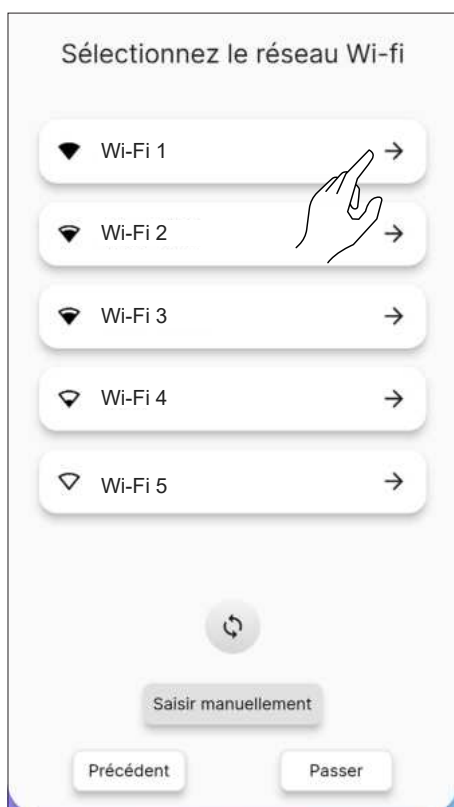 Sélectionnez le réseau Wi-fi
Wi-Fi 1
Wi-Fi 2
Wi-Fi 3
Wi-Fi 4
Wi-Fi 5
Saisir manuellement
Précédent
Passer